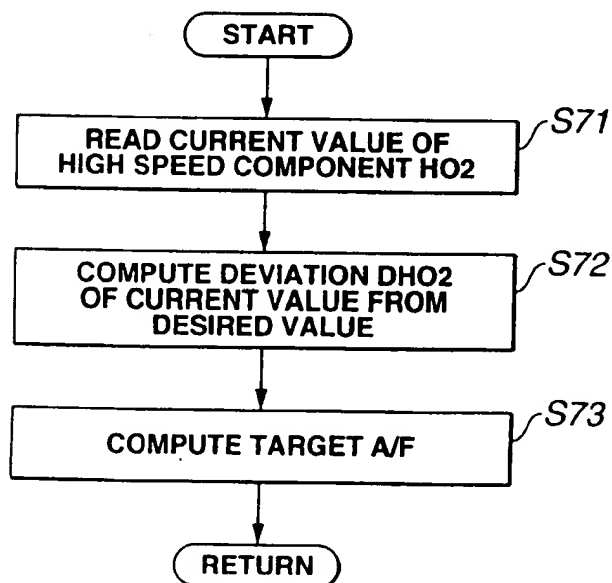 START
READ CURRENT VALUE OF
HIGH SPEED COMPONENT HO2
S71
COMPUTE DEVIATION DHO2
OF CURRENT VALUE FROM
DESIRED VALUE
S72
COMPUTE TARGET A/F
S73
RETURN